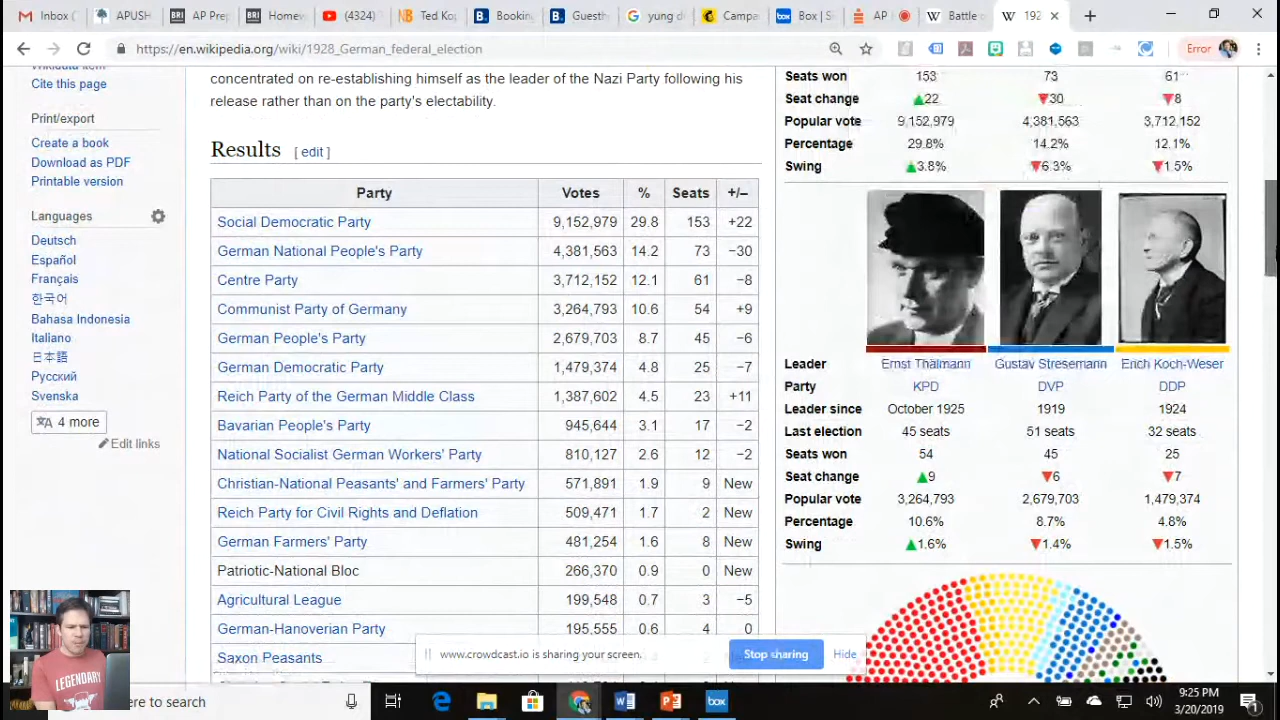 Inbox (
APUSH
AP Prep
Homew
(4324)
Ted Ko
Bookin
Guest
yung d
Campa
Box | S
AP
Battle o
192
https://en.wikipedia.org/wiki/1928_German_federal_election
Error
Wikidata item
Cite this page
Print/export
Create a book
Download as PDF
Printable version
Languages
Deutsch
Español
Français
한국어
Bahasa Indonesia
Italiano
日本語
Русский
Svenska
4 more
Edit links
concentrated on re-establishing himself as the leader of the Nazi Party following his
release rather than on the party's electability.
Results [ edit ]
Party Votes % Seats +/–
Social Democratic Party 9,152,979 29.8 153 +22
German National People's Party 4,381,563 14.2 73 −30
Centre Party 3,712,152 12.1 61 −8
Communist Party of Germany 3,264,793 10.6 54 +9
German People's Party 2,679,703 8.7 45 −6
German Democratic Party 1,479,374 4.8 25 −7
Reich Party of the German Middle Class 1,387,602 4.5 23 +11
Bavarian People's Party 945,644 3.1 17 −2
National Socialist German Workers' Party 810,127 2.6 12 −2
Christian-National Peasants' and Farmers' Party 571,891 1.9 9 New
Reich Party for Civil Rights and Deflation 509,471 1.7 2 New
German Farmers' Party 481,254 1.6 8 New
Patriotic-National Bloc 266,370 0.9 0 New
Agricultural League 199,548 0.7 3 −5
German-Hanoverian Party 195,555 0.6 4 0
Saxon Peasants
Seats won 153 73 61
Seat change ▲22 ▼30 ▼8
Popular vote 9,152,979 4,381,563 3,712,152
Percentage 29.8% 14.2% 12.1%
Swing ▲3.8% ▼6.3% ▼1.5%
Leader Ernst Thälmann Gustav Stresemann Erich Koch-Weser
Party KPD DVP DDP
Leader since October 1925 1919 1924
Last election 45 seats 51 seats 32 seats
Seats won 54 45 25
Seat change ▲9 ▼6 ▼7
Popular vote 3,264,793 2,679,703 1,479,374
Percentage 10.6% 8.7% 4.8%
Swing ▲1.6% ▼1.4% ▼1.5%
www.crowdcast.io is sharing your screen.
Stop sharing
Hide
LEGENDARY
here to search
9:25 PM
3/20/2019